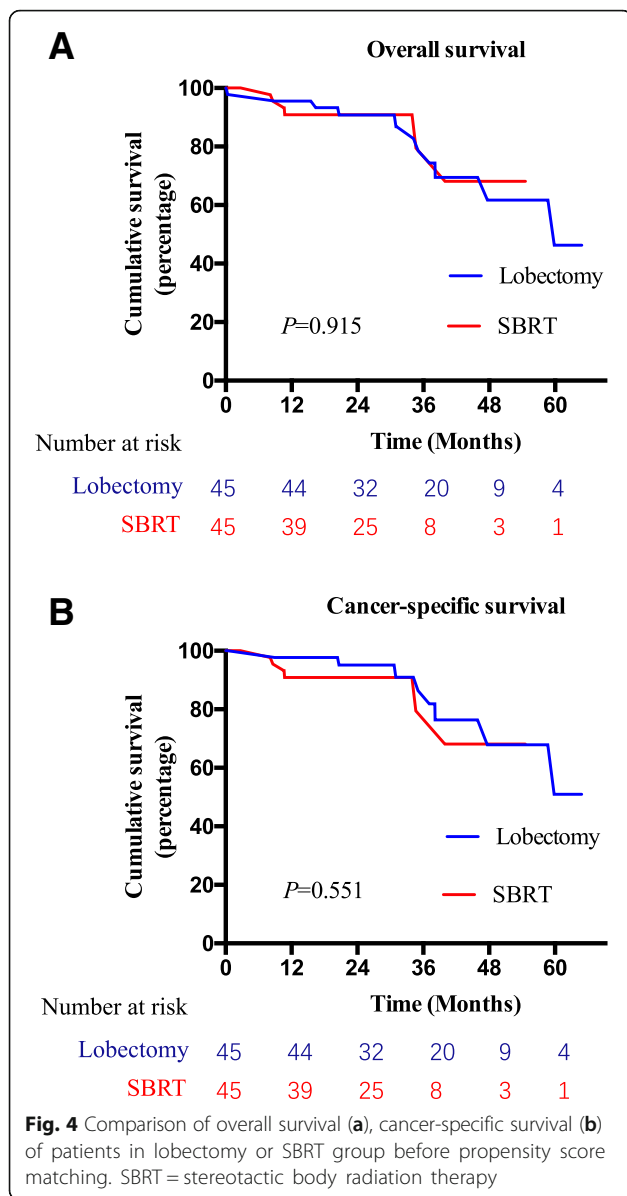 A
Overall survival
Cumulative survival
(percentage)
100
80
60
40
20
0
Lobectomy
P=0.915
SBRT
0 12 24 36 48 60
Number at risk
Time (Months)
Lobectomy 45 44 32 20 9 4
SBRT 45 39 25 8 3 1
B
Cancer-specific survival
Cumulative survival
(percentage)
100
80
60
40
20
0
Lobectomy
P=0.551
SBRT
0 12 24 36 48 60
Number at risk
Time (Months)
Lobectomy 45 44 32 20 9 4
SBRT 45 39 25 8 3 1
Fig. 4 Comparison of overall survival (a), cancer-specific survival (b)
of patients in lobectomy or SBRT group before propensity score
matching. SBRT = stereotactic body radiation therapy